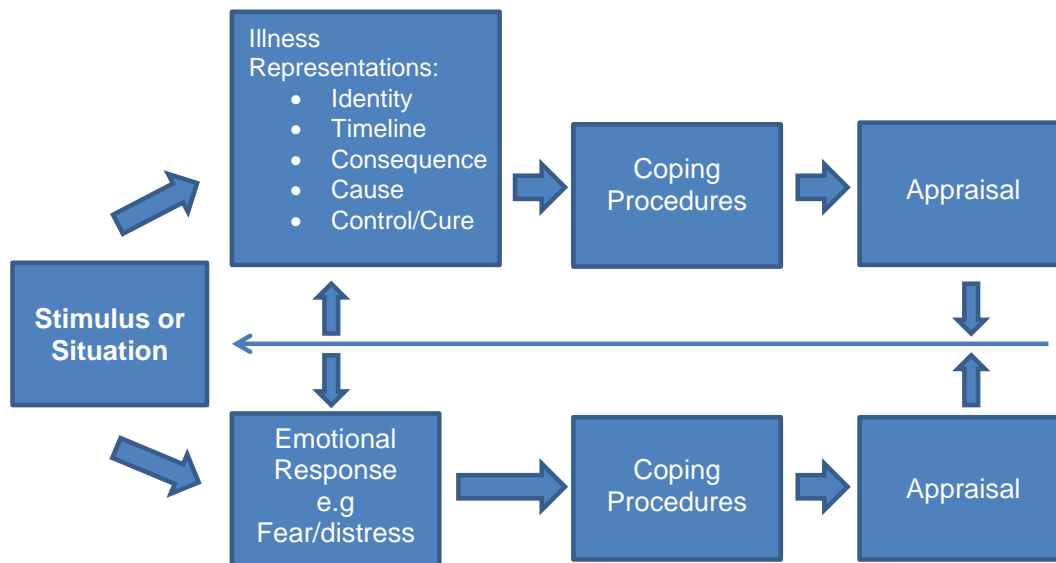 Illness
Representations:
• Identity
• Timeline
• Consequence
• Cause
• Control/Cure
Coping
Procedures
Appraisal
Stimulus or
Situation
Emotional
Response
e.g
Fear/distress
Coping
Procedures
Appraisal